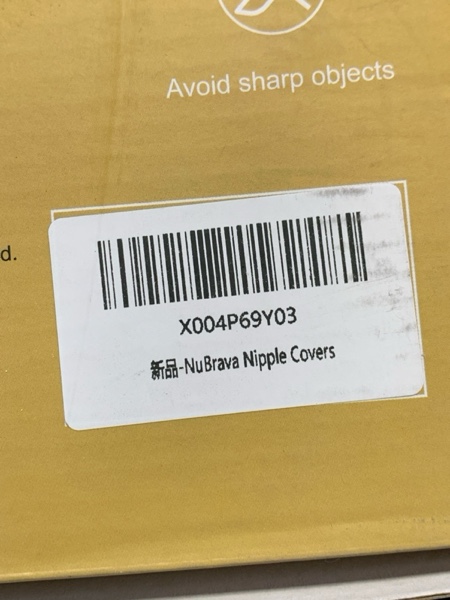 Avoid sharp objects
d.
X004P69Y03
新品-NuBrava Nipple Covers